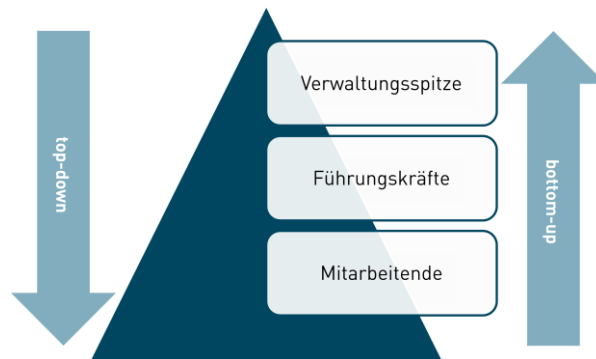 top-down
Verwaltungsspitze
Führungskräfte
Mitarbeitende
bottom-up